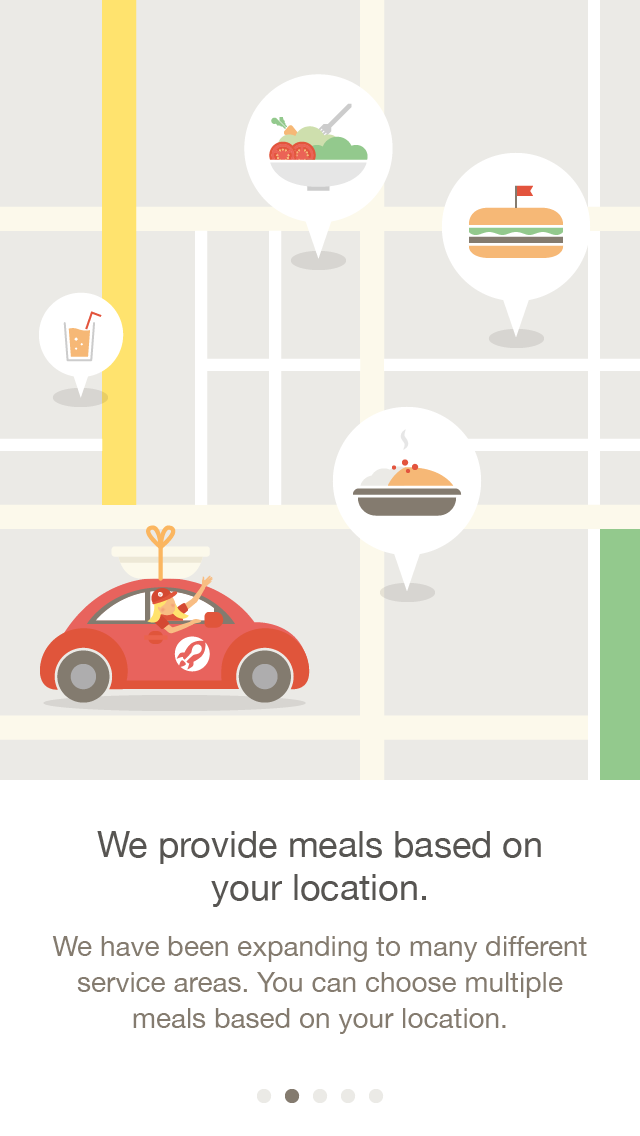 We provide meals based on
your location.
We have been expanding to many different
service areas. You can choose multiple
meals based on your location.